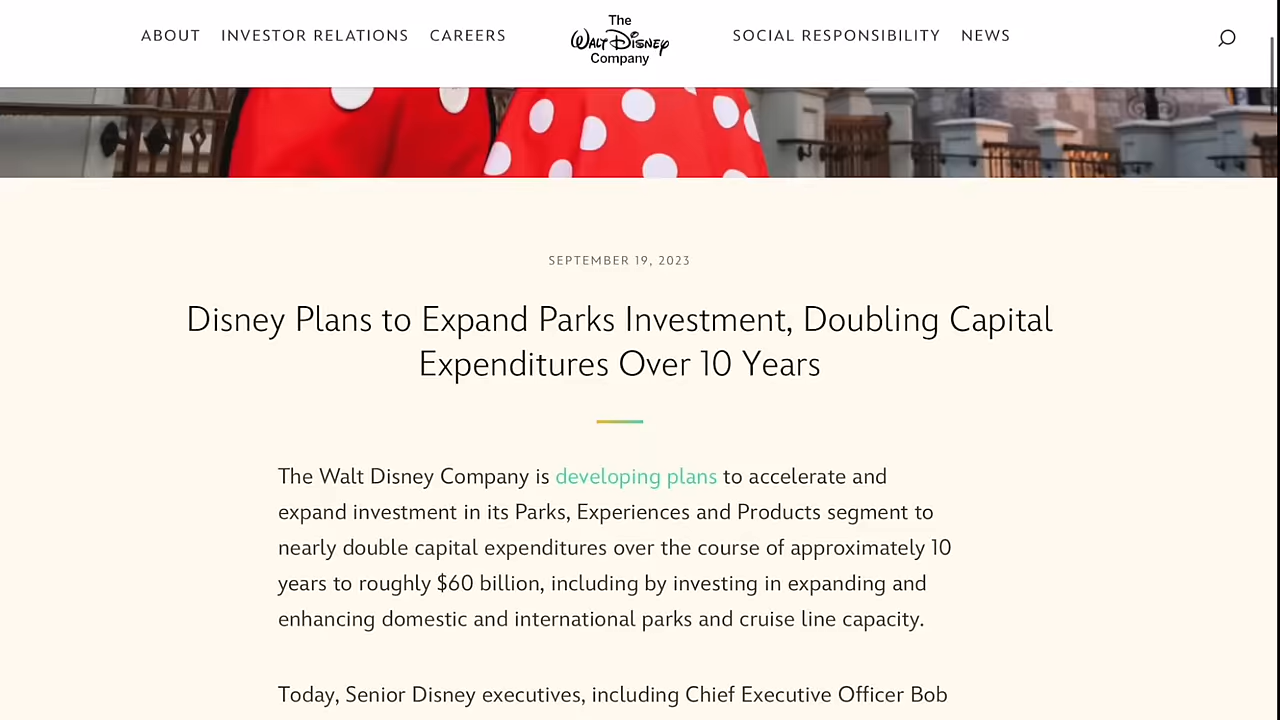 ABOUT INVESTOR RELATIONS CAREERS The SOCIAL RESPONSIBILITY NEWS
Walt Disney
Company
SEPTEMBER 19, 2023
Disney Plans to Expand Parks Investment, Doubling Capital
Expenditures Over 10 Years
The Walt Disney Company is developing plans to accelerate and
expand investment in its Parks, Experiences and Products segment to
nearly double capital expenditures over the course of approximately 10
years to roughly $60 billion, including by investing in expanding and
enhancing domestic and international parks and cruise line capacity.
Today, Senior Disney executives, including Chief Executive Officer Bob